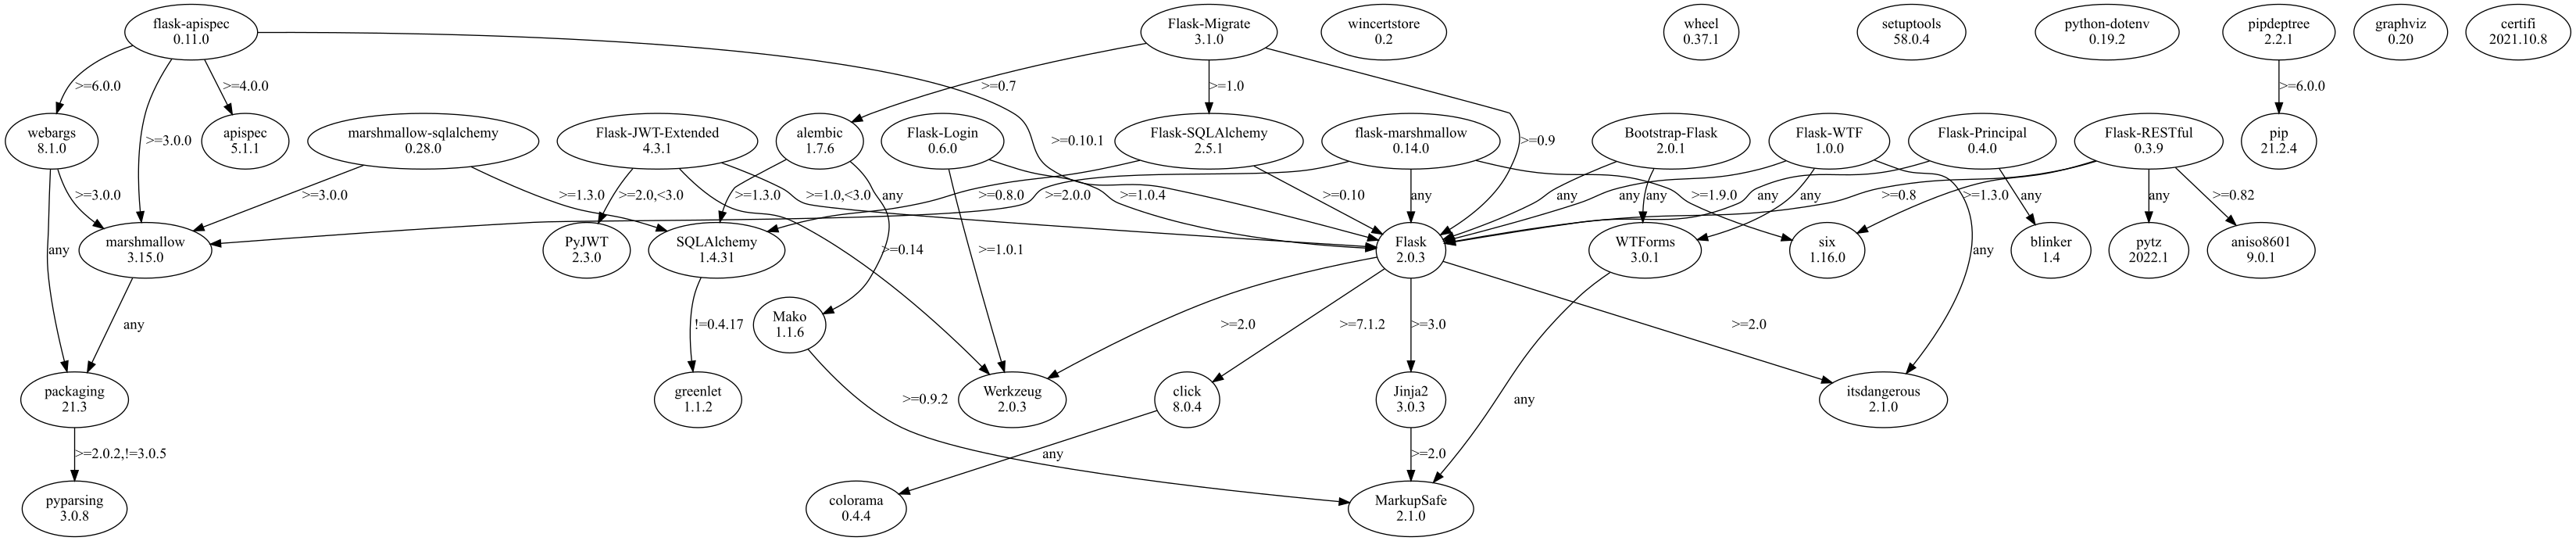 flask-apispec
0.11.0
Flask-Migrate
3.1.0
wincertstore
0.2
wheel
0.37.1
setuptools
58.0.4
python-dotenv
0.19.2
pipdeptree
2.2.1
graphviz
0.20
certifi
2021.10.8
>=6.0.0
>=4.0.0
>=0.7
>=1.0
>=6.0.0
webargs
8.1.0
>=3.0.0
apispec
5.1.1
marshmallow-sqlalchemy
0.28.0
Flask-JWT-Extended
4.3.1
alembic
1.7.6
Flask-Login
0.6.0
>=0.10.1
Flask-SQLAlchemy
2.5.1
flask-marshmallow
0.14.0
>=0.9
Bootstrap-Flask
2.0.1
Flask-WTF
1.0.0
Flask-Principal
0.4.0
Flask-RESTful
0.3.9
pip
21.2.4
>=3.0.0
>=3.0.0
>=1.3.0
>=2.0,<3.0
>=1.3.0
>=1.0,<3.0
any
>=0.8.0
>=2.0.0
>=1.0.4
>=0.10
any
>=1.9.0
any
any
any
any
any
>=0.8
>=1.3.0
any
any
>=0.82
any
marshmallow
3.15.0
PyJWT
2.3.0
SQLAlchemy
1.4.31
>=0.14
>=1.0.1
Flask
2.0.3
WTForms
3.0.1
six
1.16.0
any
blinker
1.4
pytz
2022.1
aniso8601
9.0.1
any
!=0.4.17
Mako
1.1.6
>=2.0
>=7.1.2
>=3.0
>=2.0
packaging
21.3
greenlet
1.1.2
>=0.9.2
Werkzeug
2.0.3
click
8.0.4
Jinja2
3.0.3
any
itsdangerous
2.1.0
>=2.0.2,!=3.0.5
any
>=2.0
pyparsing
3.0.8
colorama
0.4.4
MarkupSafe
2.1.0